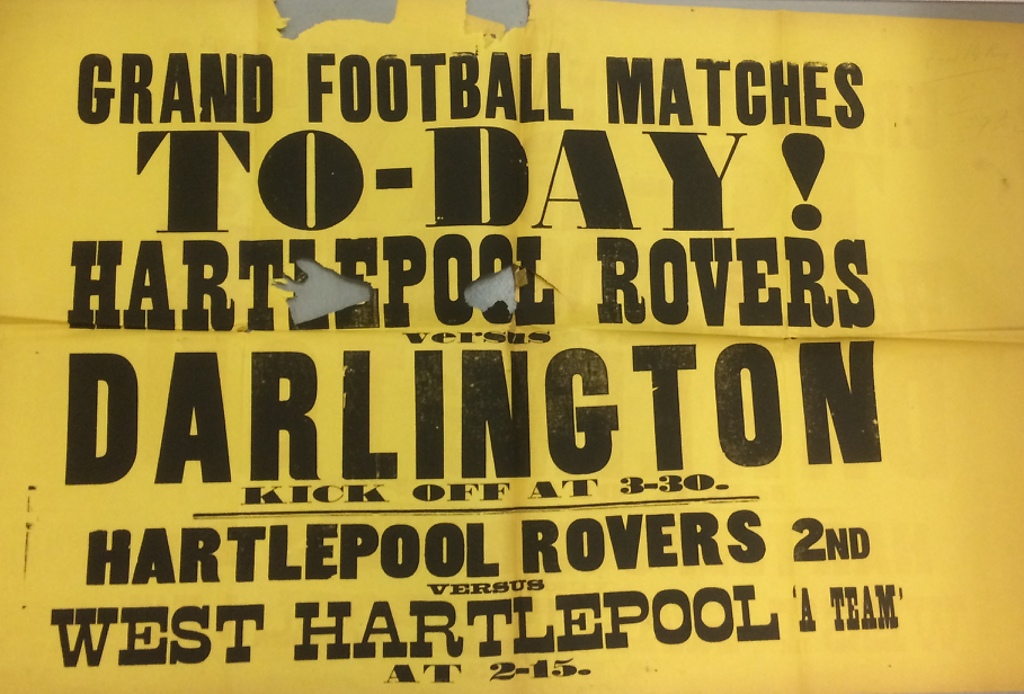 GRAND FOOTBALL MATCHES
TO-DAY!
HARTLEPOOL ROVERS
versus
DARLINGTON
KICK OFF AT 3-30.
HARTLEPOOL ROVERS 2ND
VERSUS
WEST HARTLEPOOL 'A TEAM'
AT 2-15.